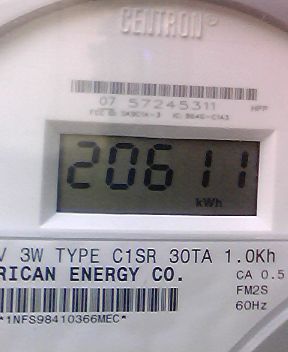 CENTRON®
07 57245311 HPP
20611
kWh
V 3W TYPE C1SR 30TA 1.0Kh
RICAN ENERGY CO. CA 0.5
FM2S
60Hz
*1NFS98410366MEC*